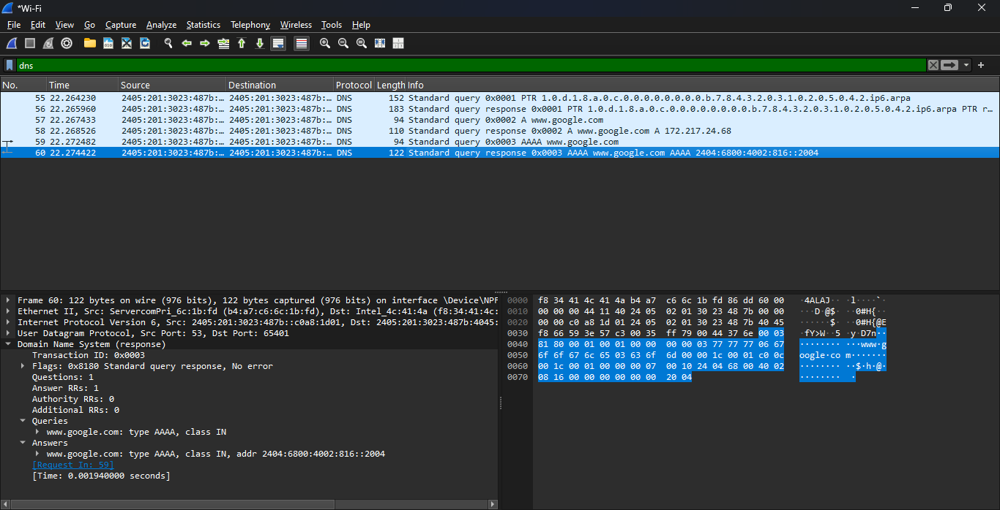 *Wi-Fi
File Edit View Go Capture Analyze Statistics Telephony Wireless Tools Help
dns
No. Time Source Destination Protocol Length Info
55 22.264230 2405:201:3023:487b:… 2405:201:3023:487b:… DNS 152 Standard query 0x0001 PTR 1.0.d.1.8.a.0.c.0.0.0.0.0.0.0.0.b.7.8.4.3.2.0.3.1.0.2.0.5.0.4.2.ip6.arpa
56 22.265960 2405:201:3023:487b:… 2405:201:3023:487b:… DNS 183 Standard query response 0x0001 PTR 1.0.d.1.8.a.0.c.0.0.0.0.0.0.0.0.b.7.8.4.3.2.0.3.1.0.2.0.5.0.4.2.ip6.arpa PTR r…
57 22.267433 2405:201:3023:487b:… 2405:201:3023:487b:… DNS 94 Standard query 0x0002 A www.google.com
58 22.268526 2405:201:3023:487b:… 2405:201:3023:487b:… DNS 110 Standard query response 0x0002 A www.google.com A 172.217.24.68
59 22.272482 2405:201:3023:487b:… 2405:201:3023:487b:… DNS 94 Standard query 0x0003 AAAA www.google.com
60 22.274422 2405:201:3023:487b:… 2405:201:3023:487b:… DNS 122 Standard query response 0x0003 AAAA www.google.com AAAA 2404:6800:4002:816::2004
Frame 60: 122 bytes on wire (976 bits), 122 bytes captured (976 bits) on interface \Device\NPF
Ethernet II, Src: ServercomPri_6c:1b:fd (b4:a7:c6:6c:1b:fd), Dst: Intel_4c:41:4a (f8:34:41:4c:
Internet Protocol Version 6, Src: 2405:201:3023:487b::c0a8:1d01, Dst: 2405:201:3023:487b:4045:
User Datagram Protocol, Src Port: 53, Dst Port: 65401
Domain Name System (response)
Transaction ID: 0x0003
Flags: 0x8180 Standard query response, No error
Questions: 1
Answer RRs: 1
Authority RRs: 0
Additional RRs: 0
Queries
www.google.com: type AAAA, class IN
Answers
www.google.com: type AAAA, class IN, addr 2404:6800:4002:816::2004
[Request In: 59]
[Time: 0.001940000 seconds]
0000 f8 34 41 4c 41 4a b4 a7 c6 6c 1b fd 86 dd 60 00 ·4ALAJ·· ·l····`·
0010 00 00 00 44 11 40 24 05 02 01 30 23 48 7b 00 00 ···D·@$· ··0#H{··
0020 00 00 c0 a8 1d 01 24 05 02 01 30 23 48 7b 40 45 ······$· ··0#H{@E
0030 f8 66 59 3e 57 c3 00 35 ff 79 00 44 37 6e 00 03 ·fY>W··5 ·y·D7n··
0040 81 80 00 01 00 01 00 00 00 00 03 77 77 77 06 67 ········ ···www·g
0050 6f 6f 67 6c 65 03 63 6f 6d 00 00 1c 00 01 c0 0c oogle·co m·······
0060 00 1c 00 01 00 00 00 07 00 10 24 04 68 00 40 02 ········ ··$·h·@·
0070 08 16 00 00 00 00 00 00 20 04 ········ ·